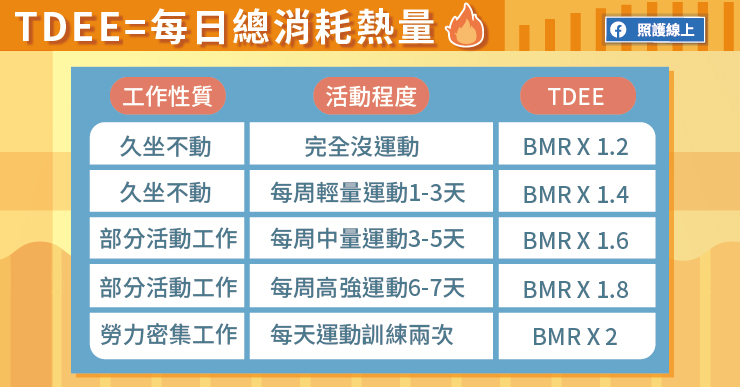 TDEE=每日總消耗熱量
照護線上
工作性質 活動程度 TDEE
久坐不動 完全沒運動 BMR X 1.2
久坐不動 每周輕量運動1-3天 BMR X 1.4
部分活動工作 每周中量運動3-5天 BMR X 1.6
部分活動工作 每周高強運動6-7天 BMR X 1.8
勞力密集工作 每天運動訓練兩次 BMR X 2